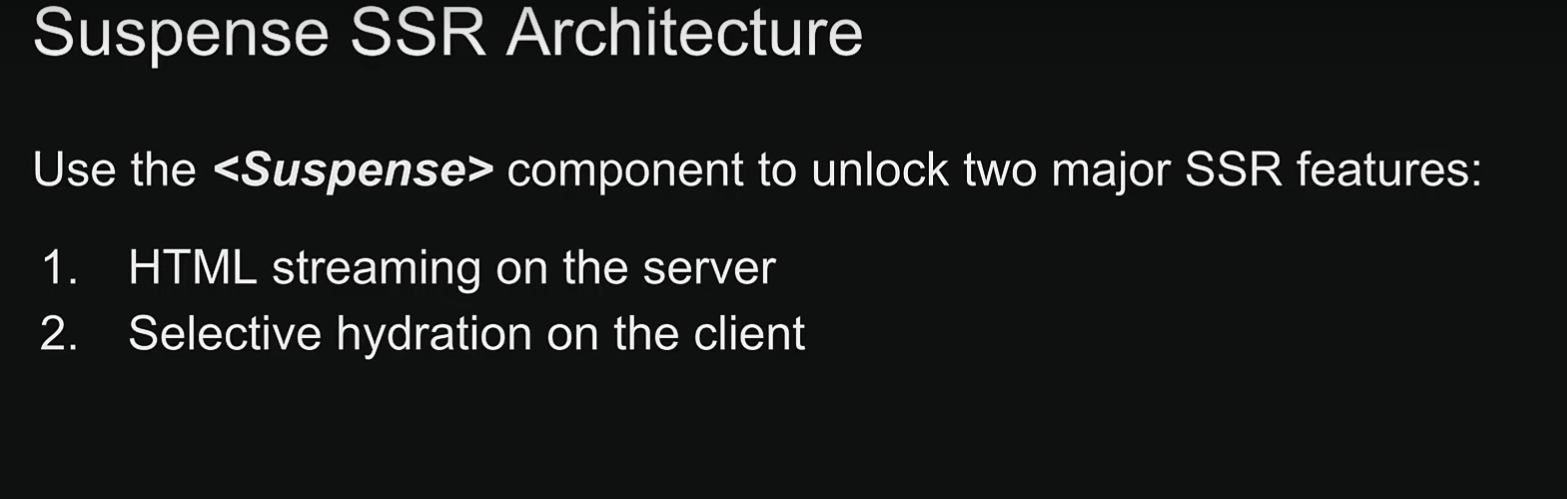 Suspense SSR Architecture
Use the <Suspense> component to unlock two major SSR features:
1. HTML streaming on the server
2. Selective hydration on the client